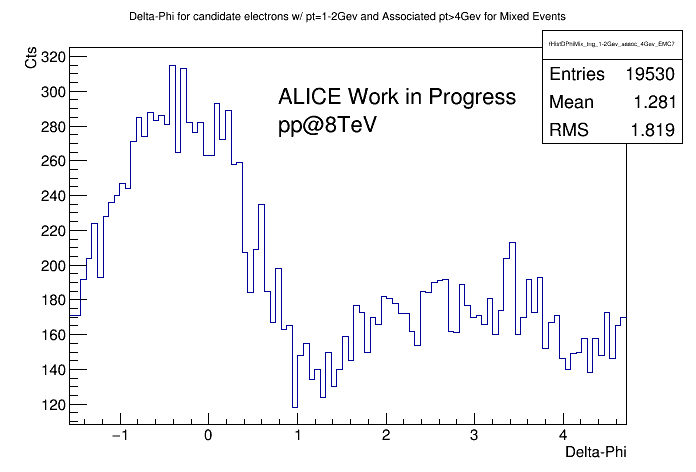 Delta-Phi for candidate electrons w/ pt=1-2Gev and Associated pt>4Gev for Mixed Events
Cts
fHistDPhiMix_trig_1-2Gev_assoc_4Gev_EMC7
Entries 19530
Mean 1.281
RMS 1.819
ALICE Work in Progress
pp@8TeV
320
300
280
260
240
220
200
180
160
140
120
−1 0 1 2 3 4
Delta-Phi